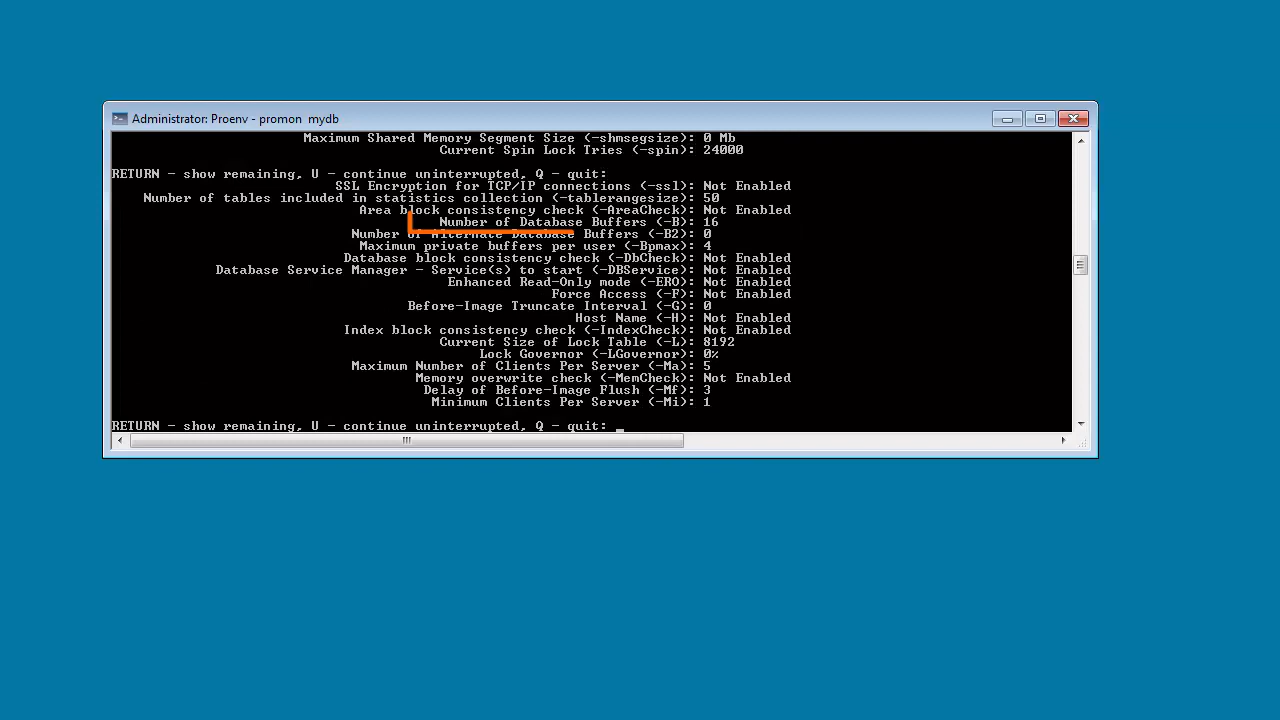 Administrator: Proenv - promon mydb
Maximum Shared Memory Segment Size (-shmsegsize): 0 Mb
Current Spin Lock Tries (-spin): 24000
RETURN - show remaining, U - continue uninterrupted, Q - quit:
SSL Encryption for TCP/IP connections (-ssl): Not Enabled
Number of tables included in statistics collection (-tablerangesize): 50
Area block consistency check (-AreaCheck): Not Enabled
Number of Database Buffers (-B): 16
Number of Alternate Database Buffers (-B2): 0
Maximum private buffers per user (-Bpmax): 4
Database block consistency check (-DbCheck): Not Enabled
Database Service Manager - Service(s) to start (-DBService): Not Enabled
Enhanced Read-Only mode (-ERO): Not Enabled
Force Access (-F): Not Enabled
Before-Image Truncate Interval (-G): 0
Host Name (-H): Not Enabled
Index block consistency check (-IndexCheck): Not Enabled
Current Size of Lock Table (-L): 8192
Lock Governor (-LGovernor): 0%
Maximum Number of Clients Per Server (-Ma): 5
Memory overwrite check (-MemCheck): Not Enabled
Delay of Before-Image Flush (-Mf): 3
Minimum Clients Per Server (-Mi): 1
RETURN - show remaining, U - continue uninterrupted, Q - quit: _